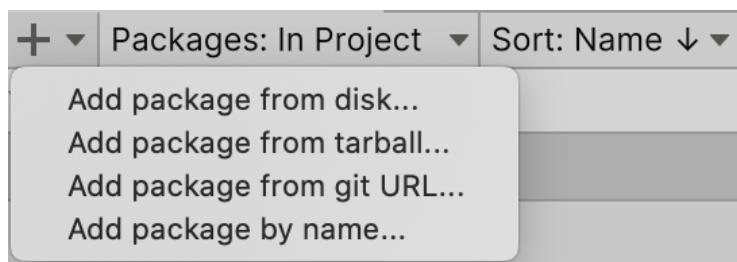 + Packages: In Project Sort: Name ↓
Add package from disk...
Add package from tarball...
Add package from git URL...
Add package by name...